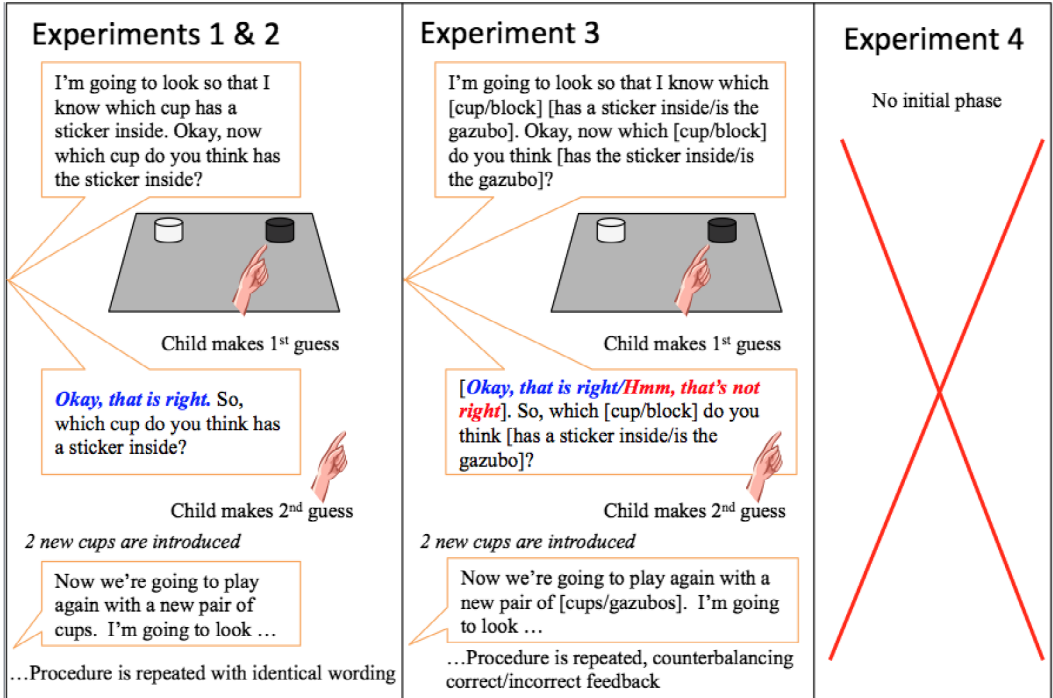 Experiments 1 & 2
I'm going to look so that I
know which cup has a
sticker inside. Okay, now
which cup do you think has
the sticker inside?
Child makes 1st guess
Okay, that is right. So,
which cup do you think has
a sticker inside?
Child makes 2nd guess
2 new cups are introduced
Now we're going to play
again with a new pair of
cups.  I'm going to look …
…Procedure is repeated with identical wording
Experiment 3
I'm going to look so that I know which
[cup/block] [has a sticker inside/is the
gazubo]. Okay, now which [cup/block]
do you think [has the sticker inside/is
the gazubo]?
Child makes 1st guess
[Okay, that is right/Hmm, that's not
right]. So, which [cup/block] do you
think [has a sticker inside/is the
gazubo]?
Child makes 2nd guess
2 new cups are introduced
Now we're going to play again with a
new pair of [cups/gazubos].  I'm going
to look …
…Procedure is repeated, counterbalancing
correct/incorrect feedback
Experiment 4
No initial phase